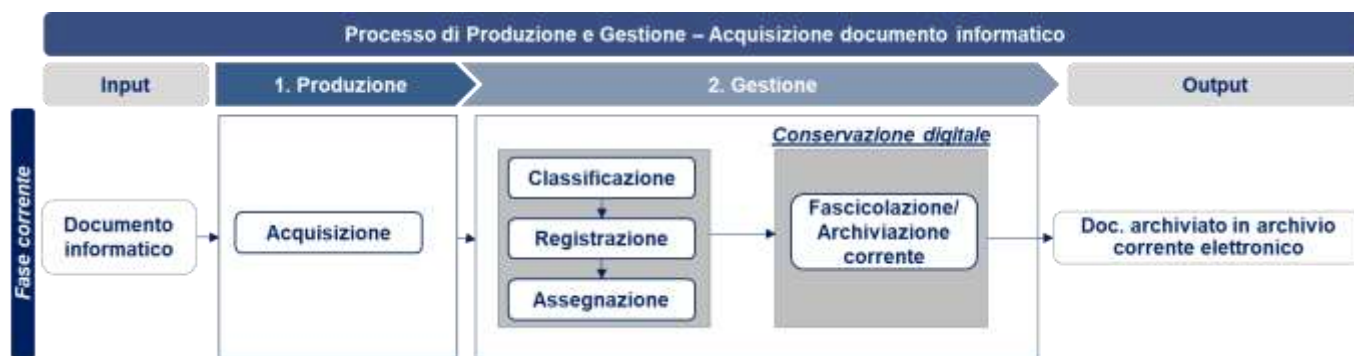 Processo di Produzione e Gestione – Acquisizione documento informatico
Input
1. Produzione
2. Gestione
Output
Fase corrente
Documento
informatico
Acquisizione
Classificazione
Registrazione
Assegnazione
Conservazione digitale
Fascicolazione/
Archiviazione
corrente
Doc. archiviato in archivio
corrente elettronico